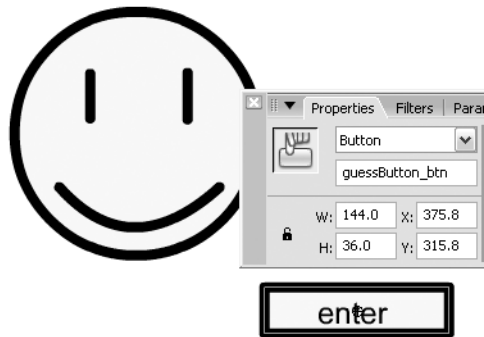 Properties Filters Para
Button
guessButton_btn
W: 144.0 X: 375.8
H: 36.0 Y: 315.8
enter